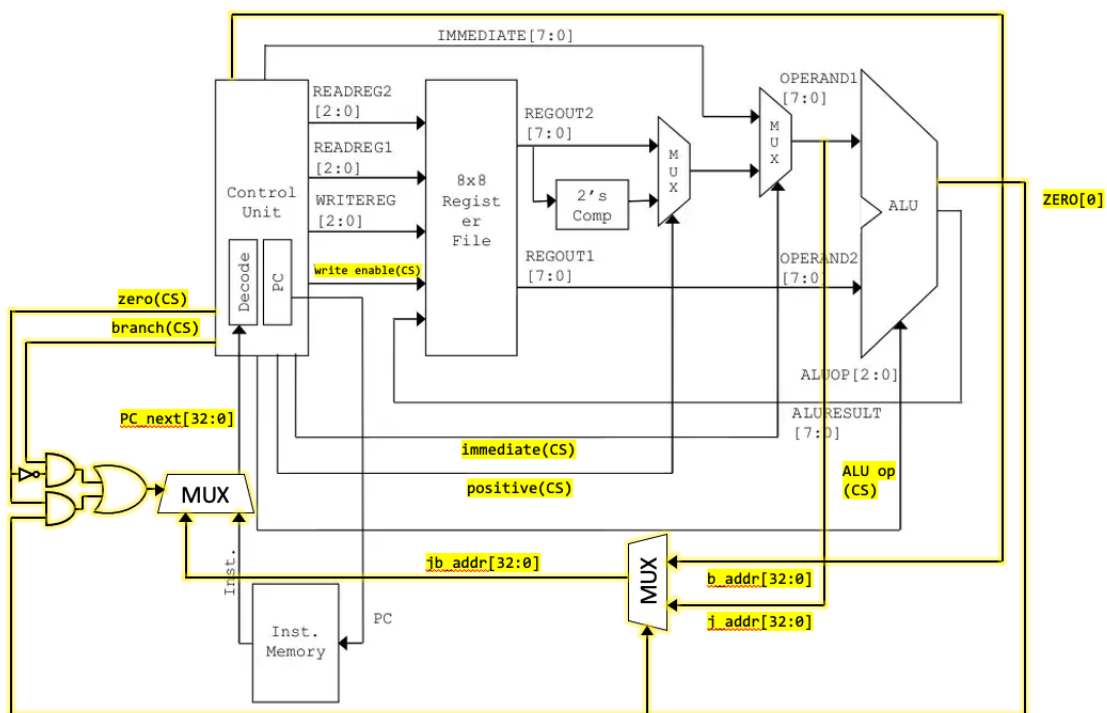 IMMEDIATE[7:0]
READREG2
[2:0]
READREG1
[2:0]
WRITEREG
[2:0]
write enable(CS)
Control
Unit
Decode
PC
8x8
Regist
er
File
REGOUT2
[7:0]
2's
Comp
REGOUT1
[7:0]
MUX
MUX
OPERAND1
[7:0]
OPERAND2
[7:0]
ALU
ZERO[0]
zero(CS)
branch(CS)
PC_next[32:0]
ALUOP[2:0]
ALURESULT
[7:0]
immediate(CS)
positive(CS)
ALU op
(CS)
MUX
jb_addr[32:0]
MUX
b_addr[32:0]
j_addr[32:0]
Inst.
PC
Inst.
Memory